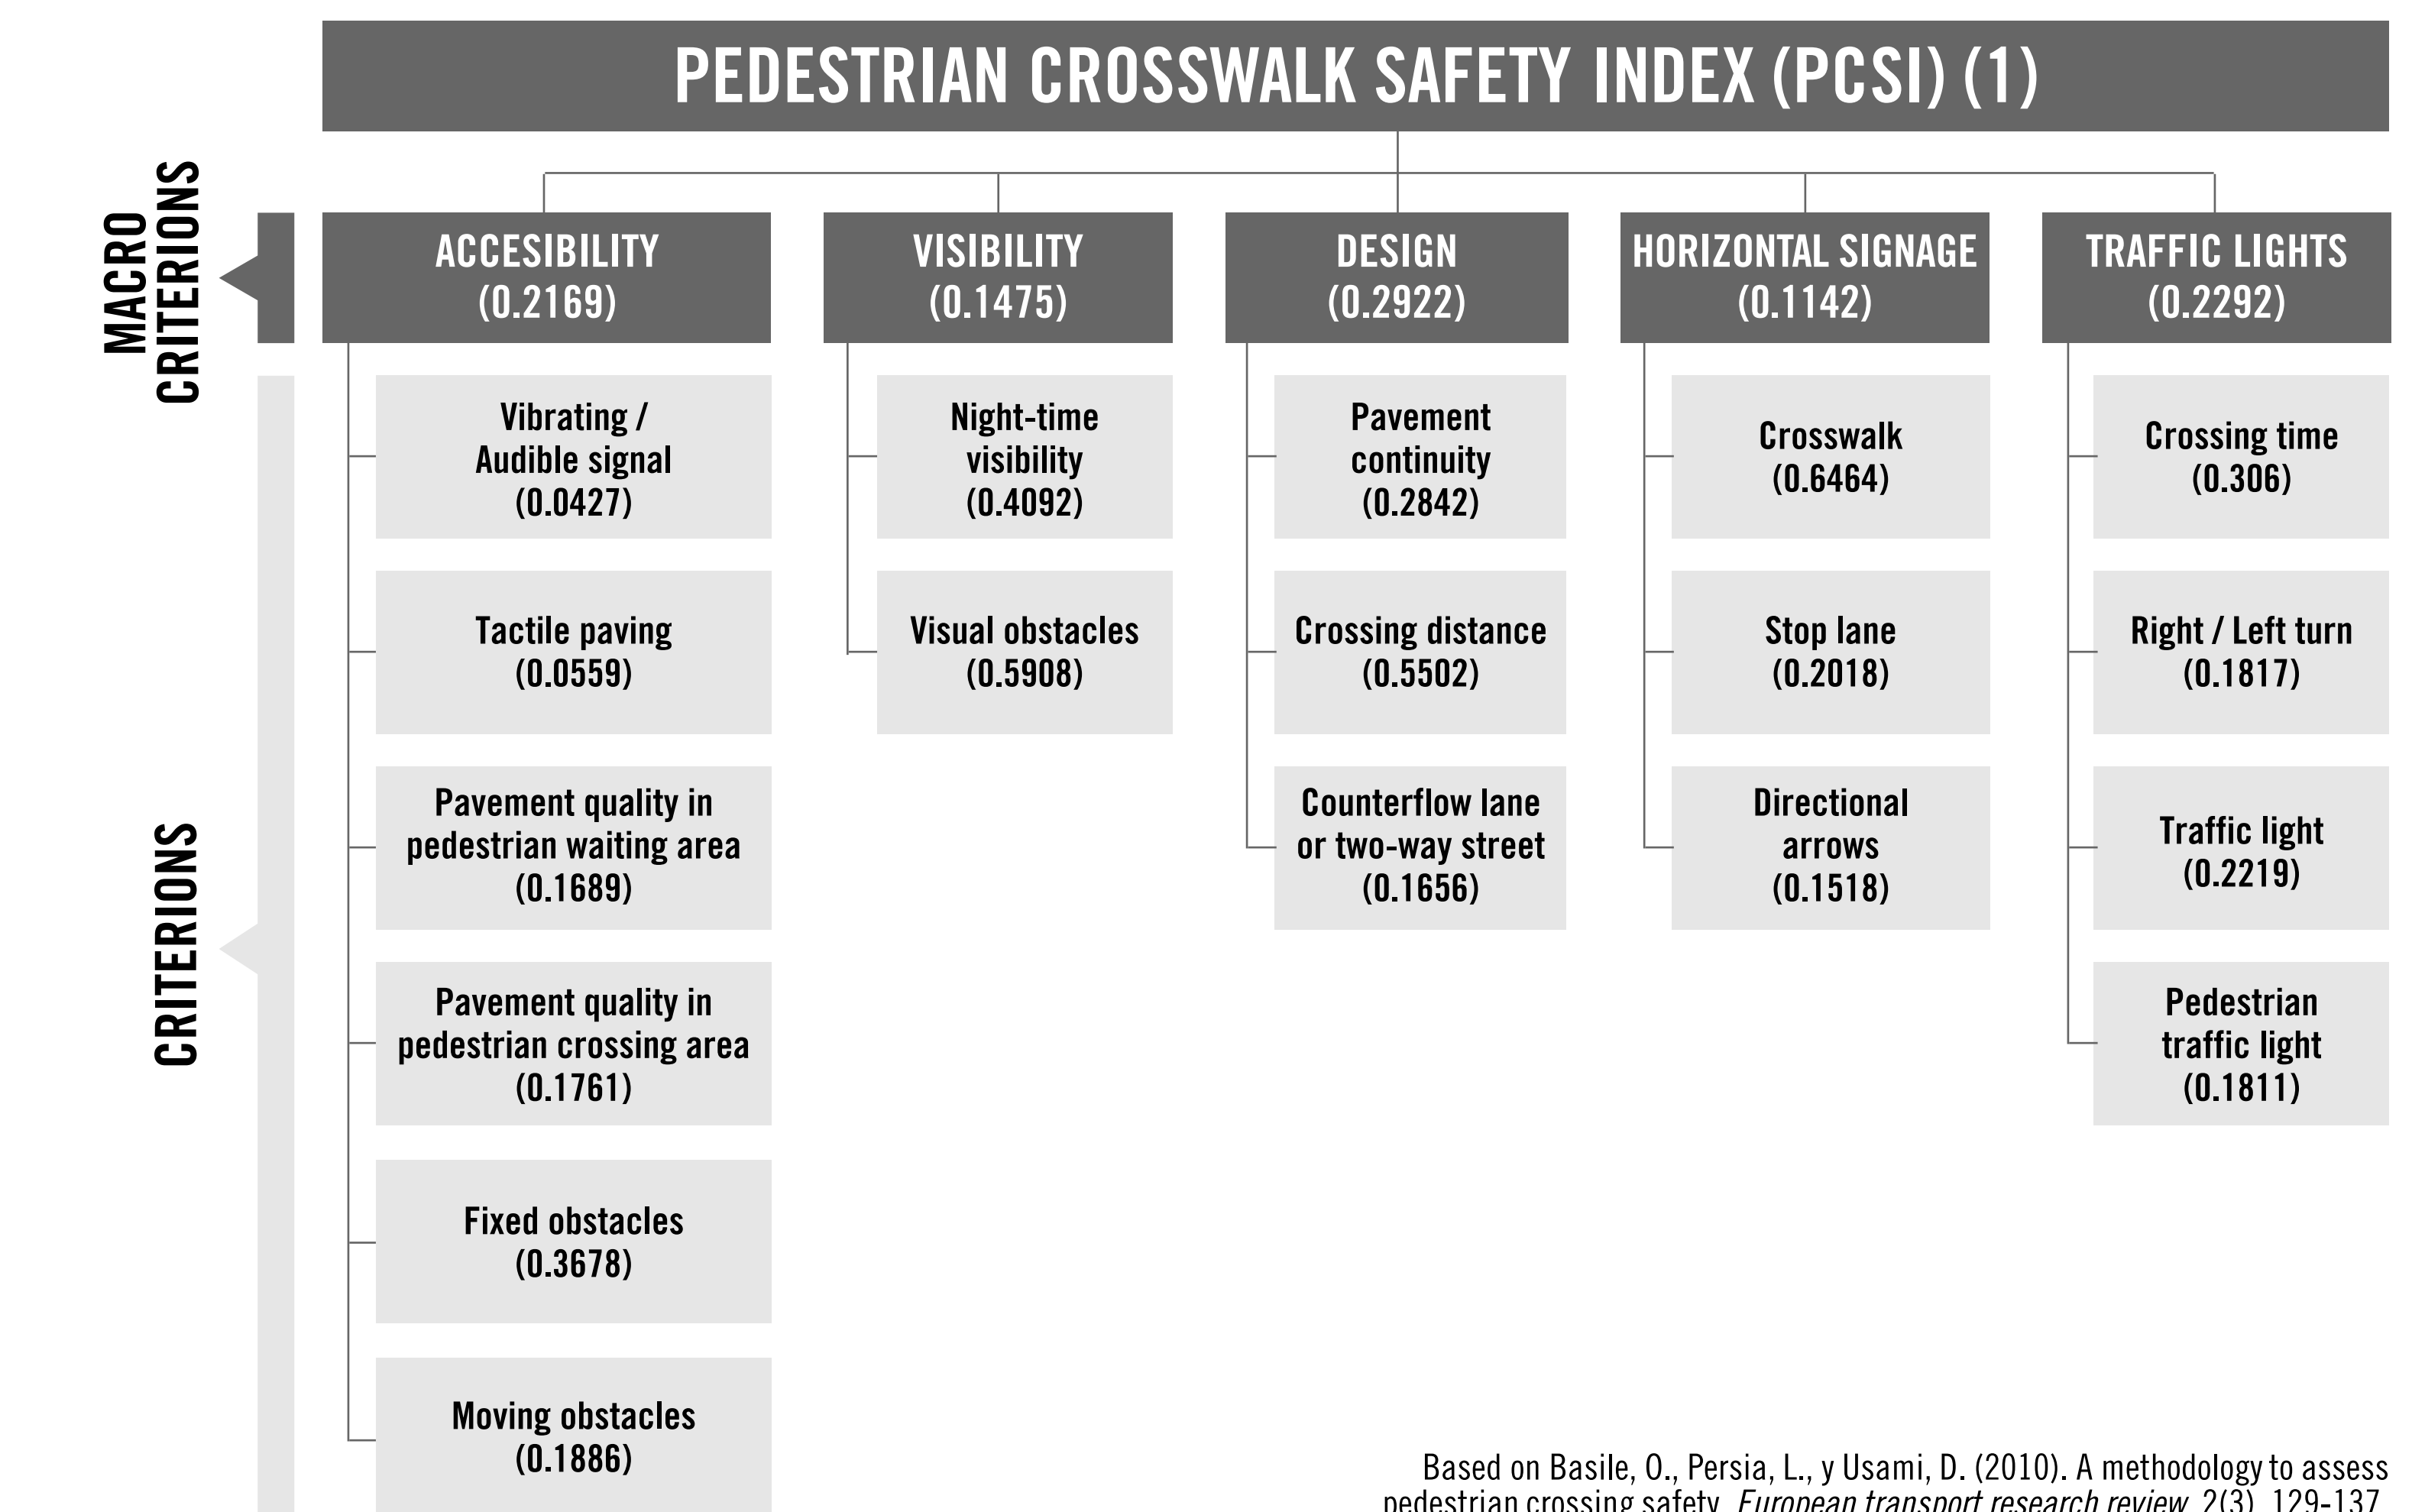 PEDESTRIAN CROSSWALK SAFETY INDEX (PCSI) (1)
MACRO
CRITERIONS
ACCESIBILITY
(0.2169)
VISIBILITY
(0.1475)
DESIGN
(0.2922)
HORIZONTAL SIGNAGE
(0.1142)
TRAFFIC LIGHTS
(0.2292)
CRITERIONS
Vibrating /
Audible signal
(0.0427)
Tactile paving
(0.0559)
Pavement quality in
pedestrian waiting area
(0.1689)
Pavement quality in
pedestrian crossing area
(0.1761)
Fixed obstacles
(0.3678)
Moving obstacles
(0.1886)
Night-time
visibility
(0.4092)
Visual obstacles
(0.5908)
Pavement
continuity
(0.2842)
Crossing distance
(0.5502)
Counterflow lane
or two-way street
(0.1656)
Crosswalk
(0.6464)
Stop lane
(0.2018)
Directional
arrows
(0.1518)
Crossing time
(0.306)
Right / Left turn
(0.1817)
Traffic light
(0.2219)
Pedestrian
traffic light
(0.1811)
Based on Basile, O., Persia, L., y Usami, D. (2010). A methodology to assess
pedestrian crossing safety. European transport research review, 2(3), 129-137.